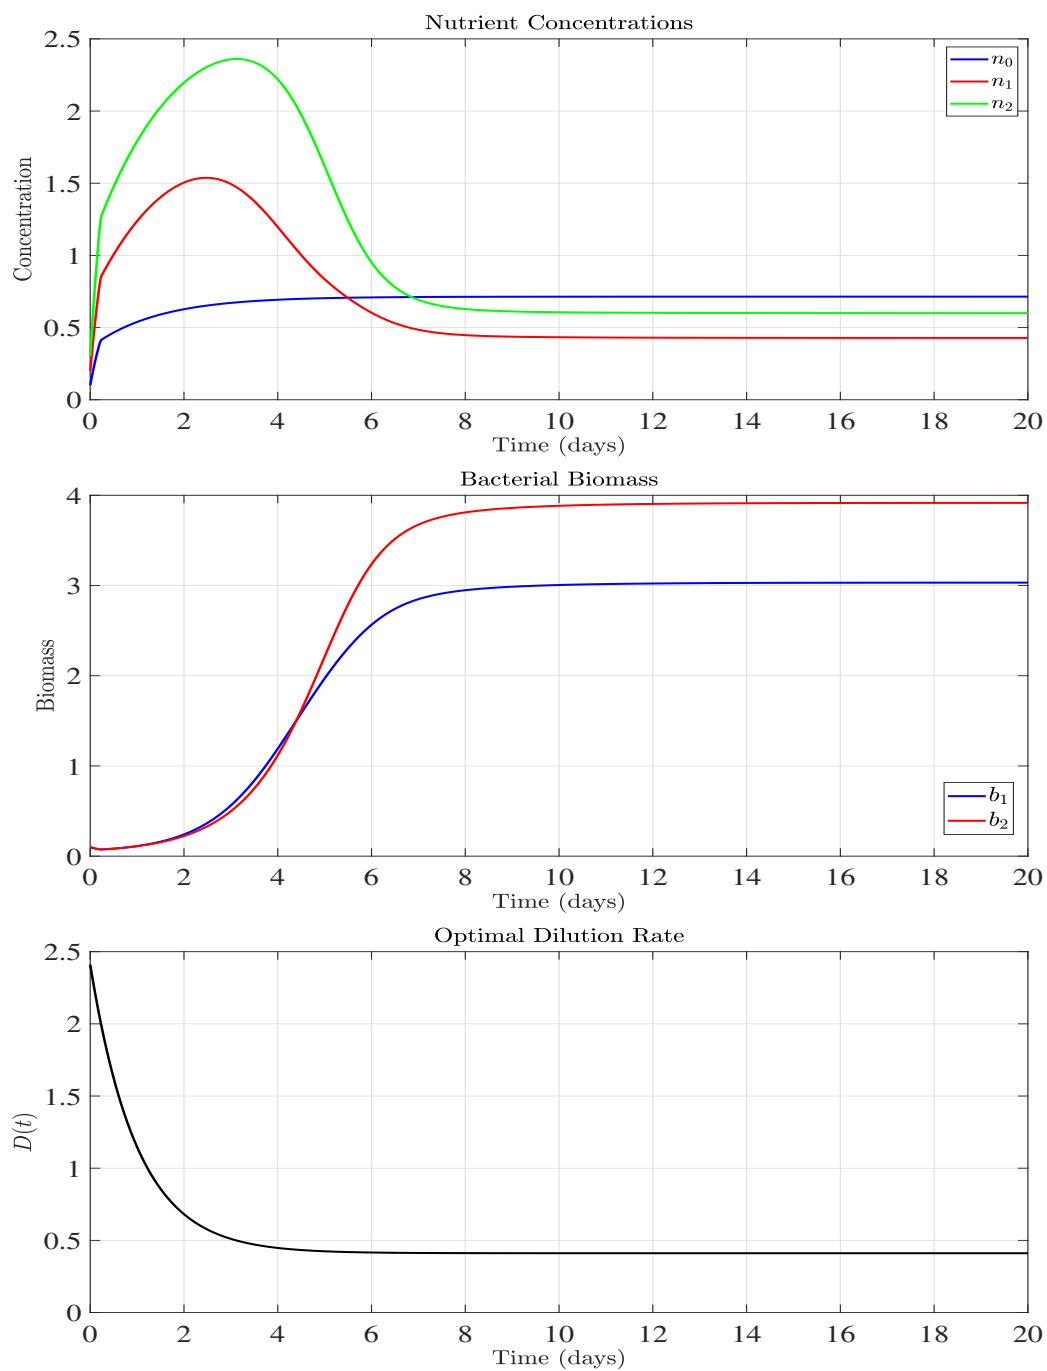 Nutrient Concentrations
2.5
2
1.5
1
0.5
0
Concentration
n₀
n₁
n₂
0 2 4 6 8 10 12 14 16 18 20
Time (days)
Bacterial Biomass
4
3
2
1
0
Biomass
b₁
b₂
0 2 4 6 8 10 12 14 16 18 20
Time (days)
Optimal Dilution Rate
2.5
2
1.5
1
0.5
0
D(t)
0 2 4 6 8 10 12 14 16 18 20
Time (days)